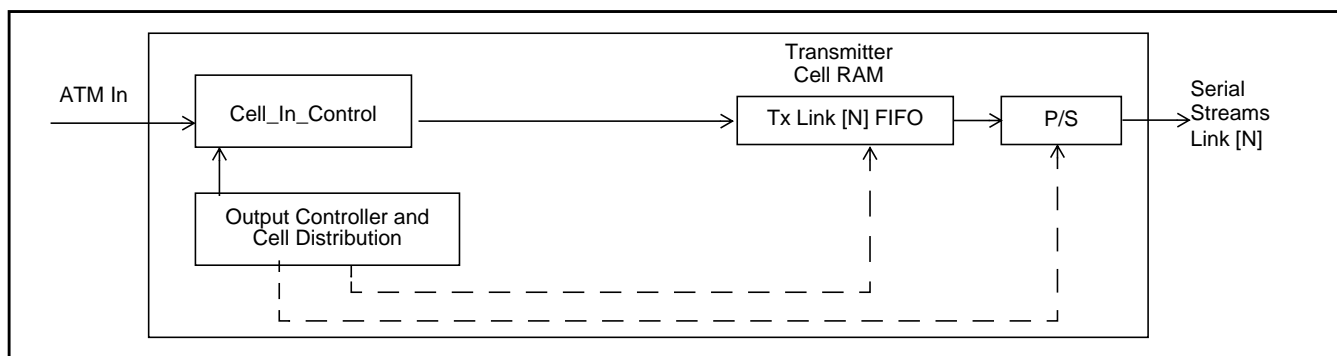 ATM In
Cell_In_Control
Transmitter
Cell RAM
Tx Link [N] FIFO
P/S
Serial
Streams
Link [N]
Output Controller and
Cell Distribution